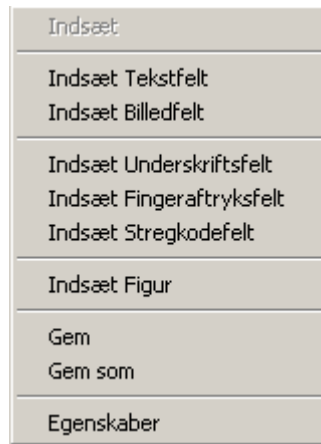 Indsæt
Indsæt Tekstfelt
Indsæt Billedfelt
Indsæt Underskriftsfelt
Indsæt Fingeraftryksfelt
Indsæt Stregkodefelt
Indsæt Figur
Gem
Gem som
Egenskaber